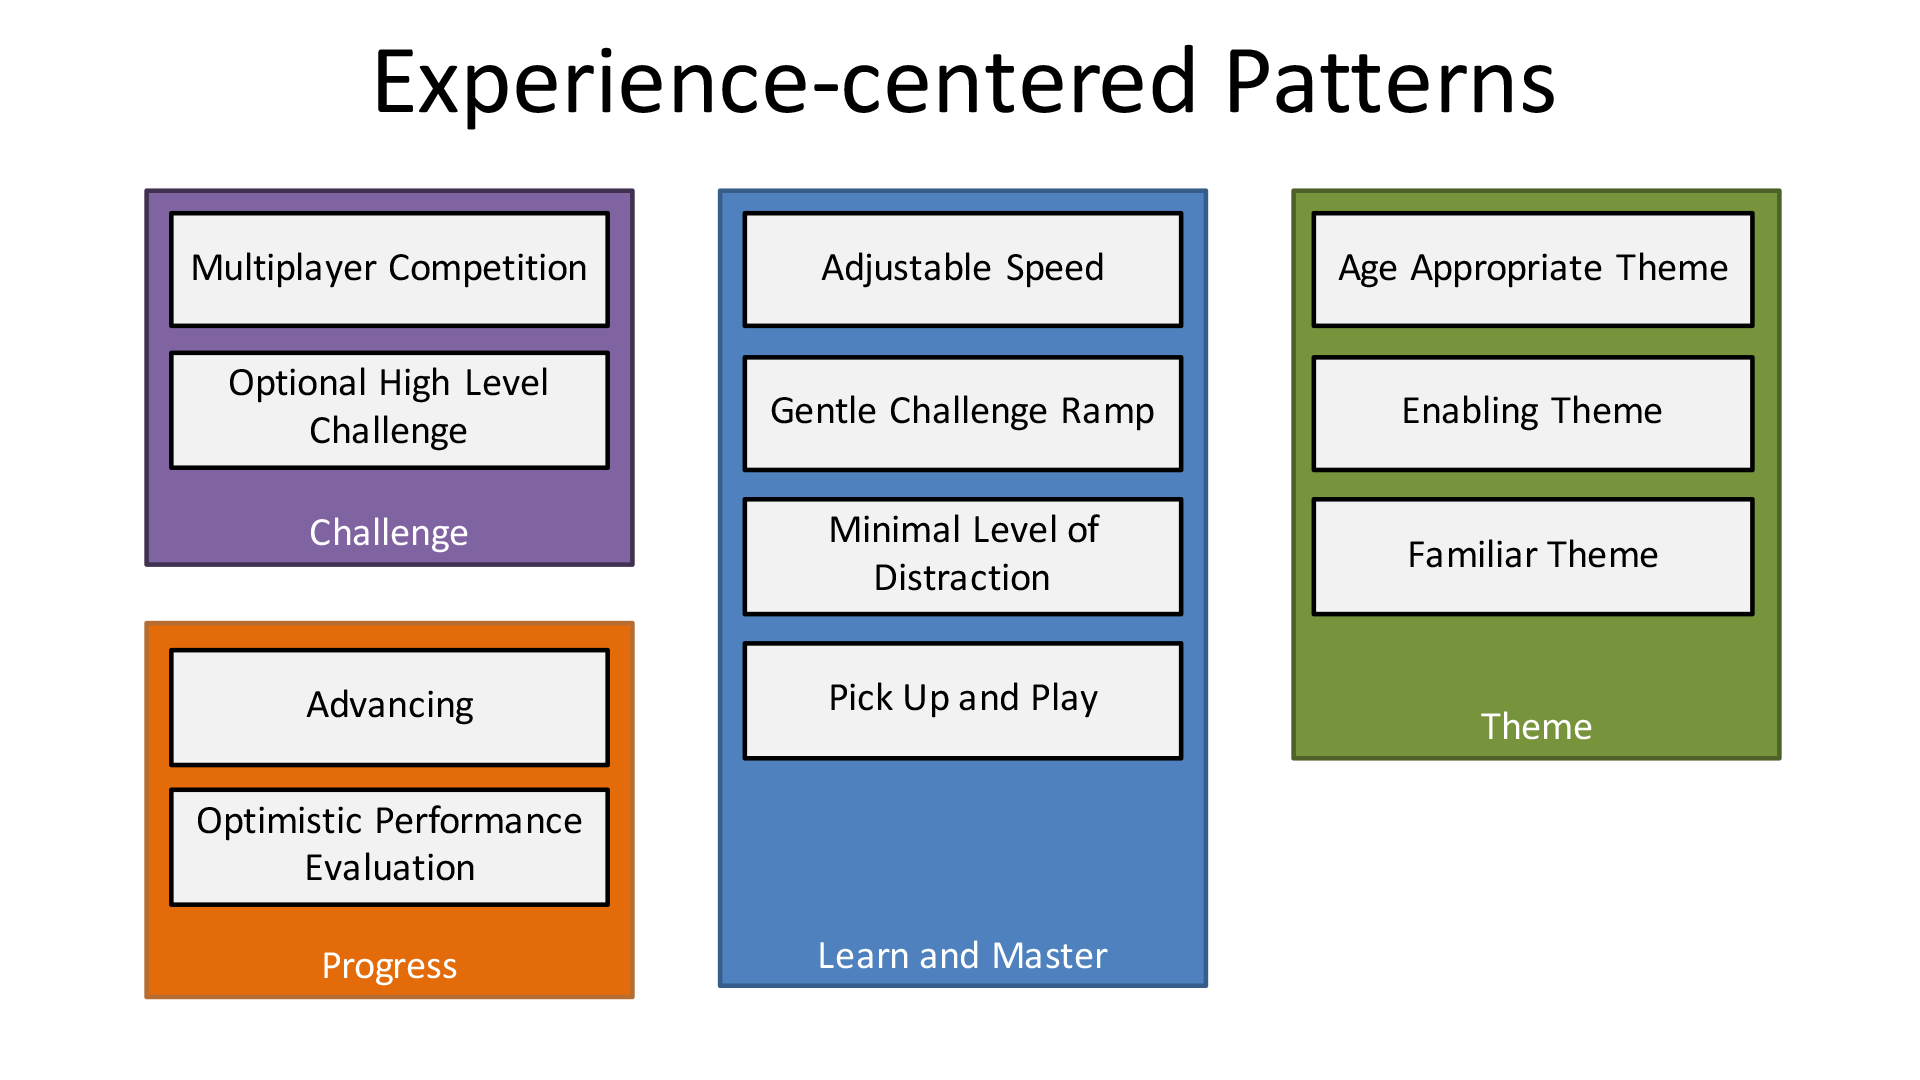 Experience-centered Patterns
Multiplayer Competition
Optional High Level
Challenge
Challenge
Advancing
Optimistic Performance
Evaluation
Progress
Adjustable Speed
Gentle Challenge Ramp
Minimal Level of
Distraction
Pick Up and Play
Learn and Master
Age Appropriate Theme
Enabling Theme
Familiar Theme
Theme